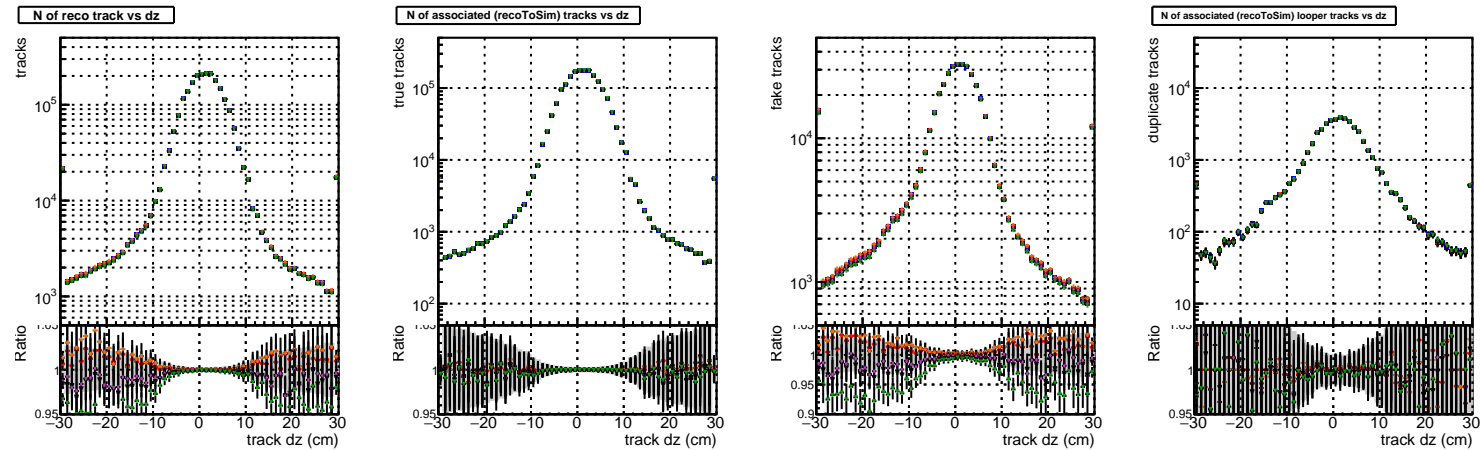 N of reco track vs dz
tracks
10^5
10^4
10^3
Ratio
1
0.95
−30 −20 −10 0 10 20 30
track dz (cm)
N of associated (recoToSim) tracks vs dz
true tracks
10^5
10^4
10^3
10^2
Ratio
1
0.95
−30 −20 −10 0 10 20 30
track dz (cm)
fake tracks
10^4
10^3
Ratio
1
0.95
0.9
−30 −20 −10 0 10 20 30
track dz (cm)
N of associated (recoToSim) looper tracks vs dz
duplicate tracks
10^4
10^3
10^2
10
Ratio
1
0.95
−30 −20 −10 0 10 20 30
track dz (cm)